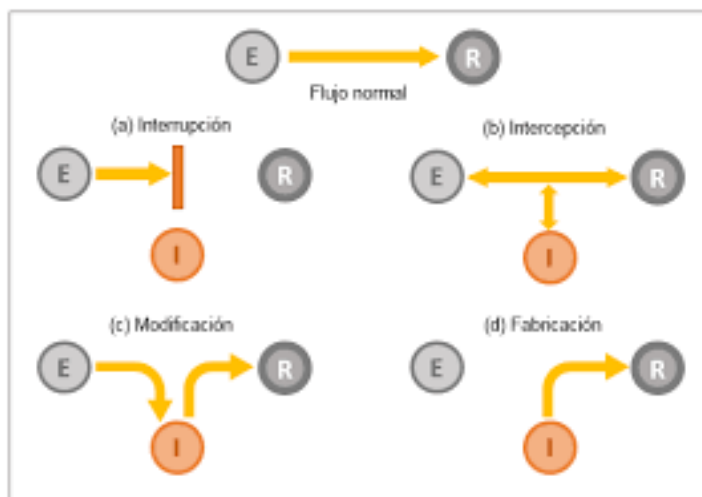 E R
Flujo normal
(a) Interrupción
E R
I
(b) Intercepción
E R
I
(c) Modificación
E R
I
(d) Fabricación
E R
I